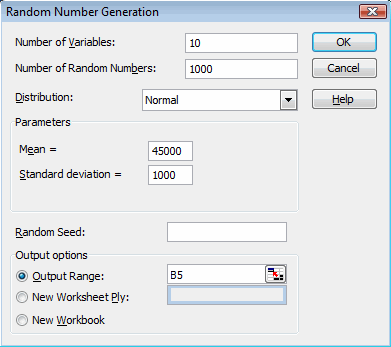 Random Number Generation
Number of Variables: 10 OK
Number of Random Numbers: 1000 Cancel
Distribution: Normal Help
Parameters
Mean = 45000
Standard deviation = 1000
Random Seed:
Output options
Output Range: B5
New Worksheet Ply:
New Workbook